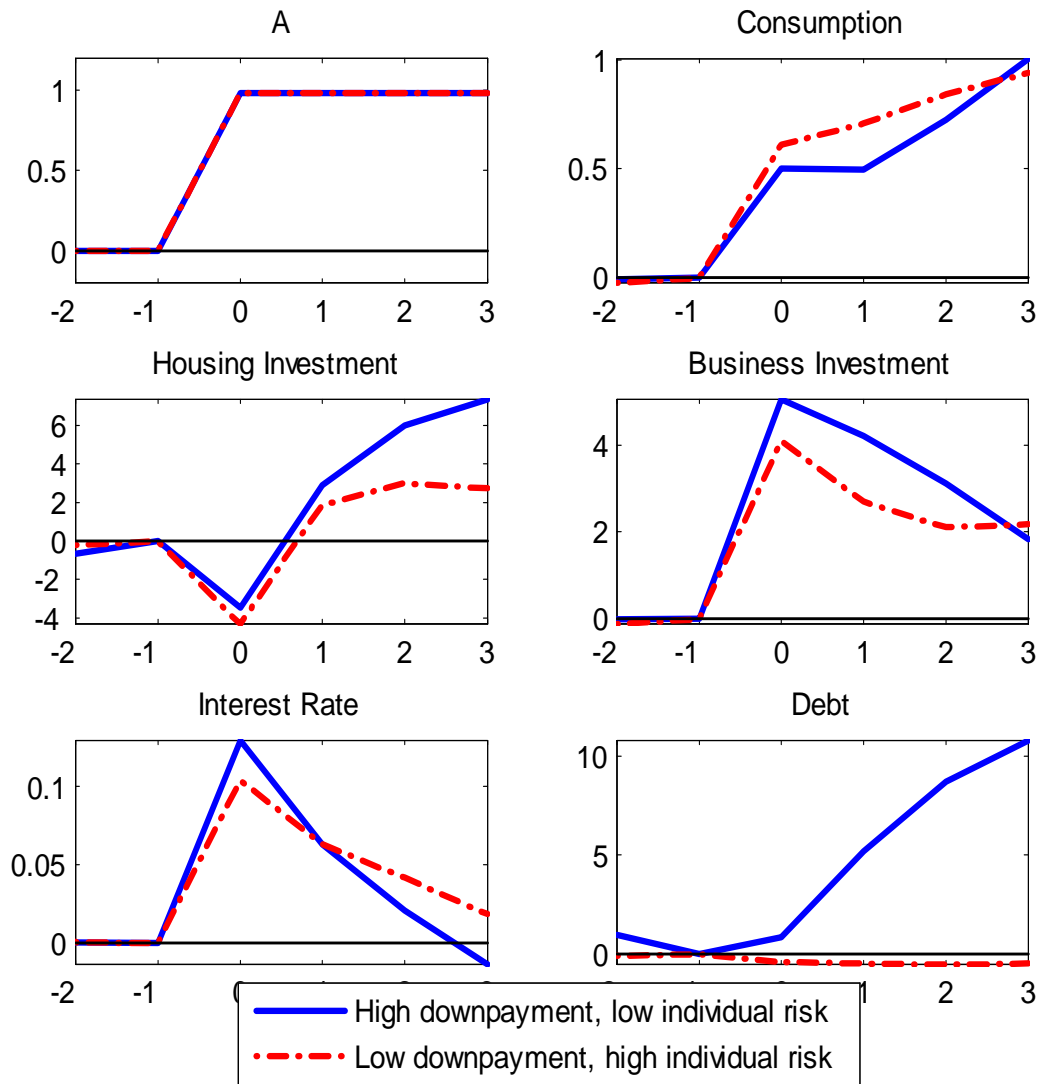 A
Consumption
1
0.5
0
-2 -1 0 1 2 3
1
0.5
0
-2 -1 0 1 2 3
Housing Investment
Business Investment
6
4
2
0
-2
-4
-2 -1 0 1 2 3
4
2
0
-2 -1 0 1 2 3
Interest Rate
Debt
0.1
0.05
0
-2 -1 1 2 3
10
5
0
-2 2 3
High downpayment, low individual risk
Low downpayment, high individual risk